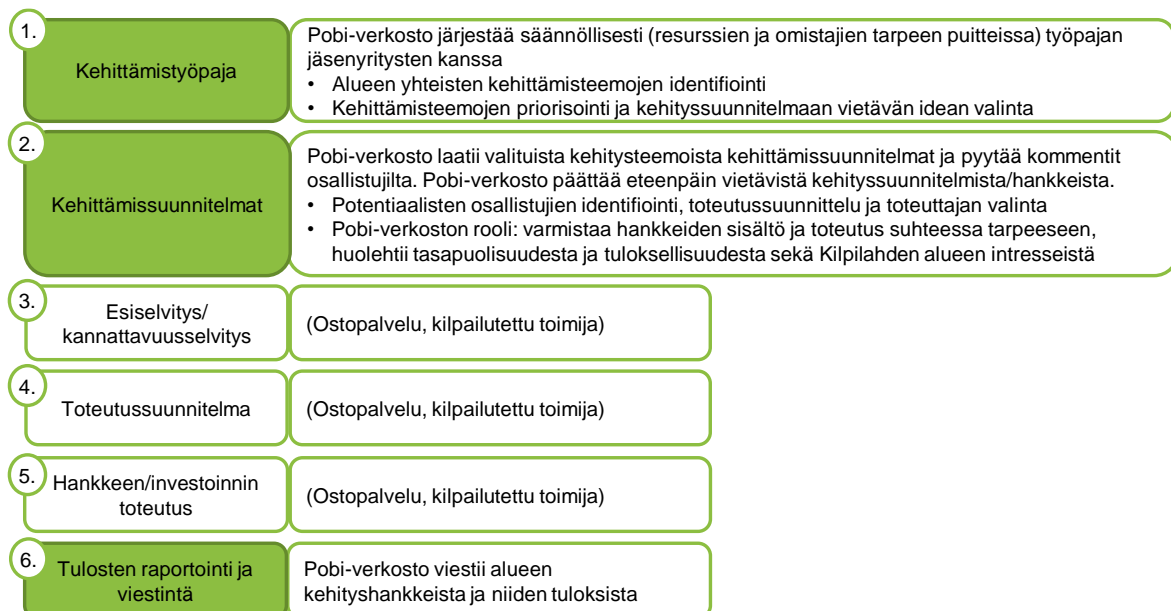 1.
Kehittämistyöpaja
Pobi-verkosto järjestää säännöllisesti (resurssien ja omistajien tarpeen puitteissa) työpajan
jäsenyritysten kanssa
• Alueen yhteisten kehittämisteemojen identifiointi
• Kehittämisteemojen priorisointi ja kehityssuunnitelmaan vietävän idean valinta
2.
Kehittämissuunnitelmat
Pobi-verkosto laatii valituista kehitysteemoista kehittämissuunnitelmat ja pyytää kommentit
osallistujilta. Pobi-verkosto päättää eteenpäin vietävistä kehityssuunnitelmista/hankkeista.
• Potentiaalisten osallistujien identifiointi, toteutussuunnittelu ja toteuttajan valinta
• Pobi-verkoston rooli: varmistaa hankkeiden sisältö ja toteutus suhteessa tarpeeseen,
huolehtii tasapuolisuudesta ja tuloksellisuudesta sekä Kilpilahden alueen intresseistä
3.
Esiselvitys/
kannattavuusselvitys
(Ostopalvelu, kilpailutettu toimija)
4.
Toteutussuunnitelma
(Ostopalvelu, kilpailutettu toimija)
5.
Hankkeen/investoinnin
toteutus
(Ostopalvelu, kilpailutettu toimija)
6.
Tulosten raportointi ja
viestintä
Pobi-verkosto viestii alueen
kehityshankkeista ja niiden tuloksista